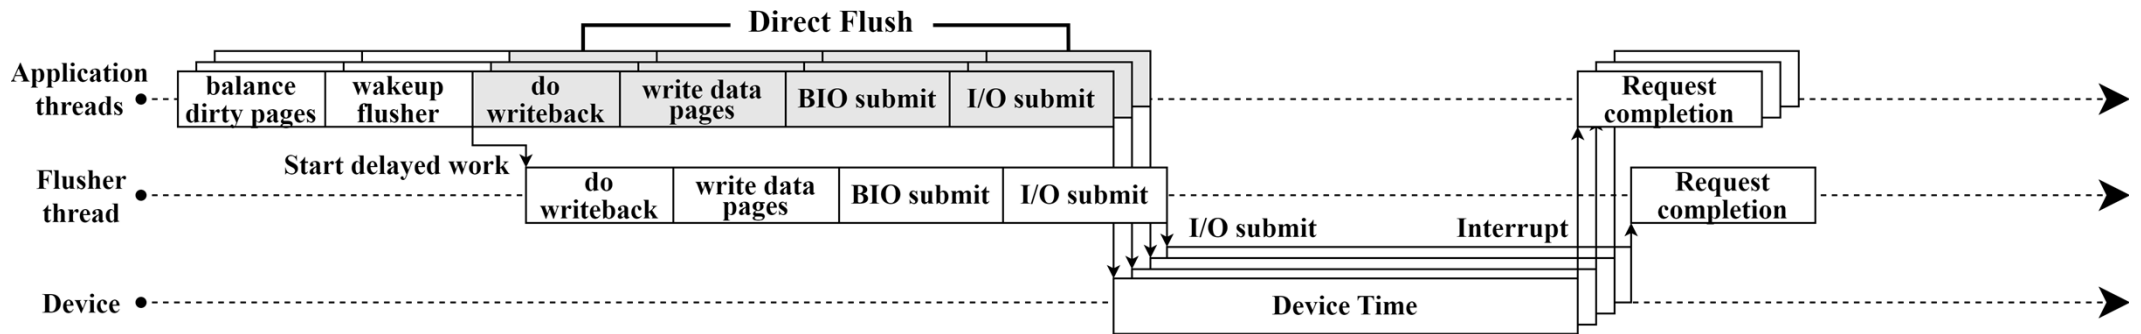 Direct Flush
Application
threads
balance
dirty pages
wakeup
flusher
do
writeback
write data
pages
BIO submit
I/O submit
Request
completion
Start delayed work
Flusher
thread
do
writeback
write data
pages
BIO submit
I/O submit
Request
completion
I/O submit
Interrupt
Device
Device Time